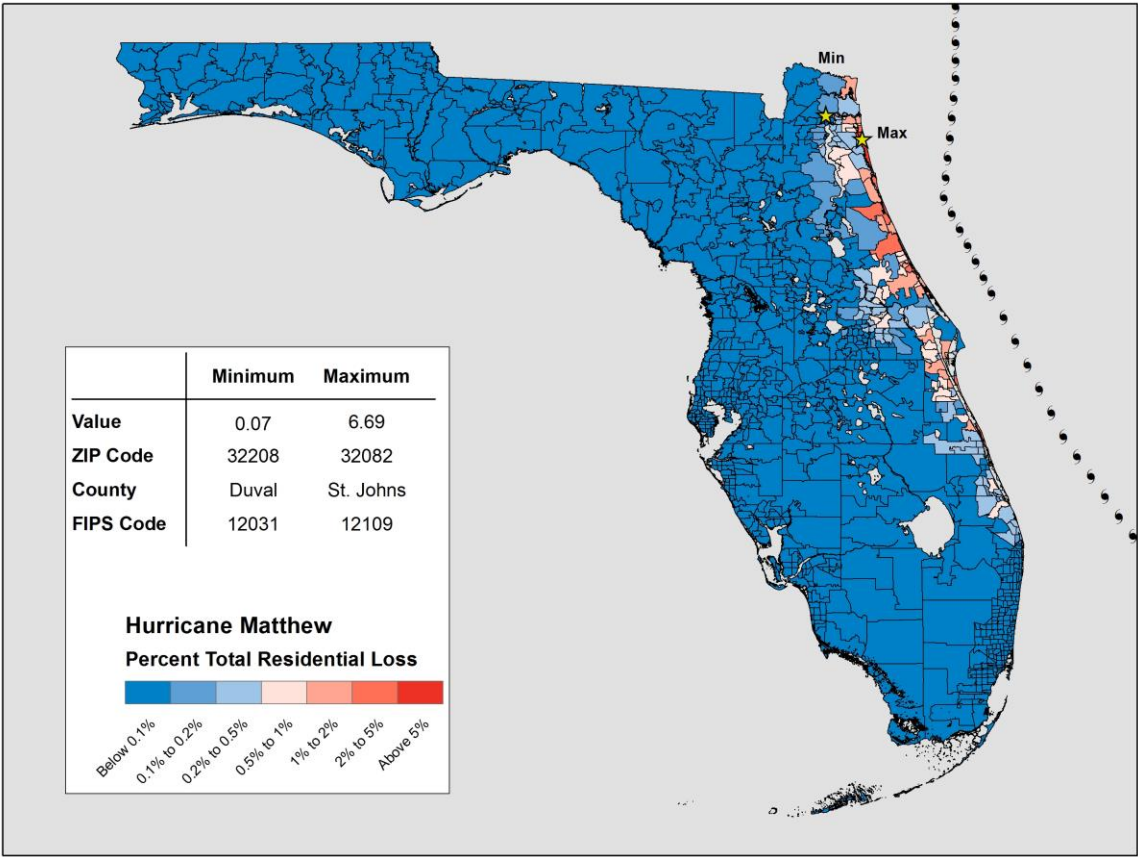 Min
Max
Minimum Maximum
Value 0.07 6.69
ZIP Code 32208 32082
County Duval St. Johns
FIPS Code 12031 12109
Hurricane Matthew
Percent Total Residential Loss
Below 0.1% 0.1% to 0.2% 0.2% to 0.5% 0.5% to 1% 1% to 2% 2% to 5% Above 5%